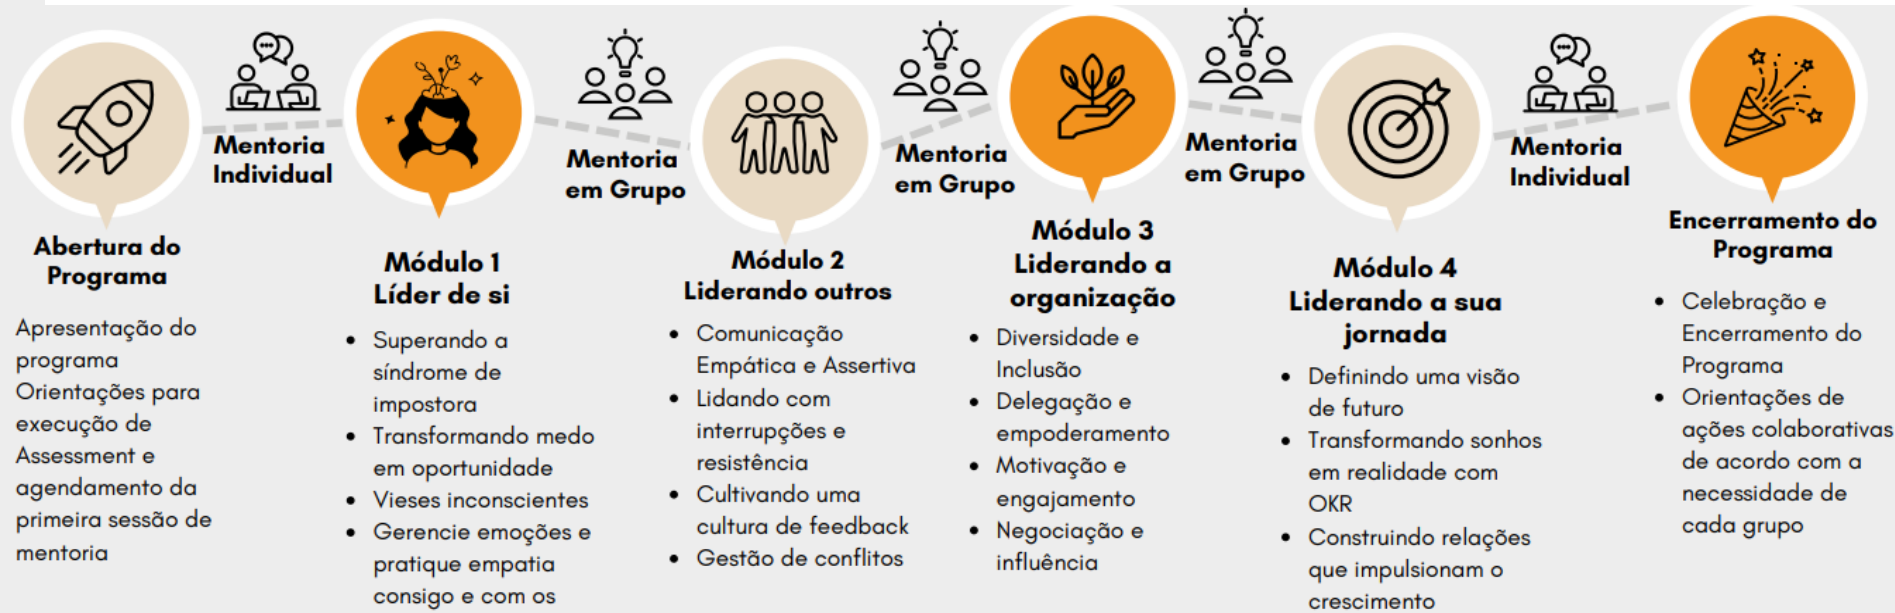 Abertura do
Programa
Apresentação do
programa
Orientações para
execução de
Assessment e
agendamento da
primeira sessão de
mentoria
Mentoria
Individual
Módulo 1
Líder de si
• Superando a
síndrome de
impostora
• Transformando medo
em oportunidade
• Vieses inconscientes
• Gerencie emoções e
pratique empatia
consigo e com os
Mentoria
em Grupo
Módulo 2
Liderando outros
• Comunicação
Empática e Assertiva
• Lidando com
interrupções e
resistência
• Cultivando uma
cultura de feedback
• Gestão de conflitos
Mentoria
em Grupo
Módulo 3
Liderando a
organização
• Diversidade e
Inclusão
• Delegação e
empoderamento
• Motivação e
engajamento
• Negociação e
influência
Mentoria
em Grupo
Módulo 4
Liderando a sua
jornada
• Definindo uma visão
de futuro
• Transformando sonhos
em realidade com
OKR
• Construindo relações
que impulsionam o
crescimento
Mentoria
Individual
Encerramento do
Programa
• Celebração e
Encerramento do
Programa
• Orientações de
ações colaborativas
de acordo com a
necessidade de
cada grupo